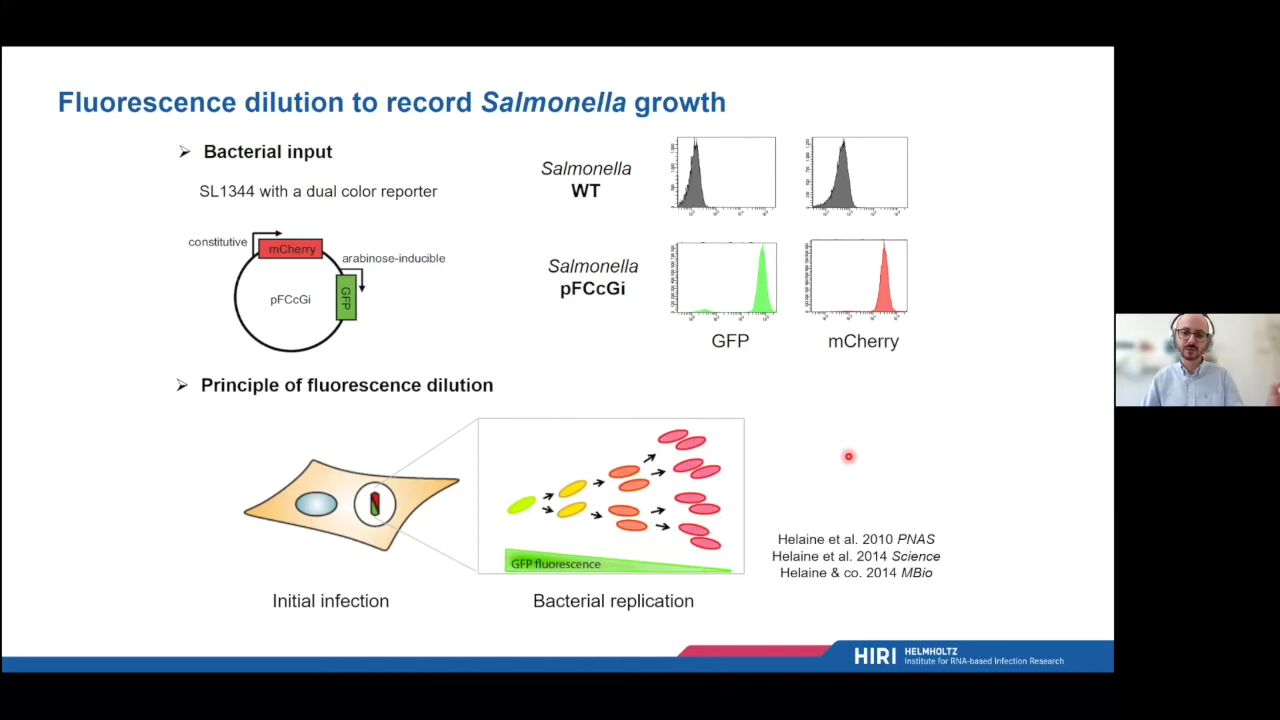 Fluorescence dilution to record Salmonella growth
➢ Bacterial input
SL1344 with a dual color reporter
constitutive
mCherry
arabinose-inducible
GFP
pFCcGi
Salmonella
WT
Salmonella
pFCcGi
GFP
mCherry
➢ Principle of fluorescence dilution
GFP fluorescence
Initial infection
Bacterial replication
Helaine et al. 2010 PNAS
Helaine et al. 2014 Science
Helaine & co. 2014 MBio
HIRI
HELMHOLTZ
Institute for RNA-based Infection Research